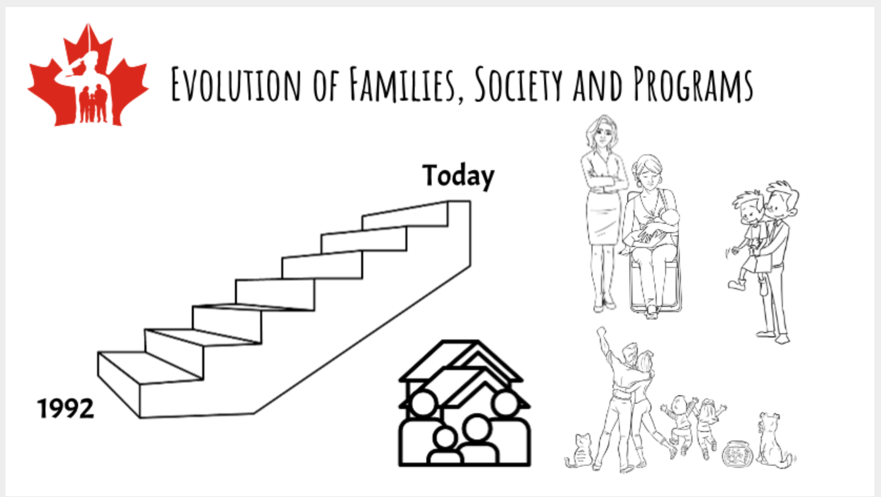 Evolution of Families, Society and Programs
Today
1992